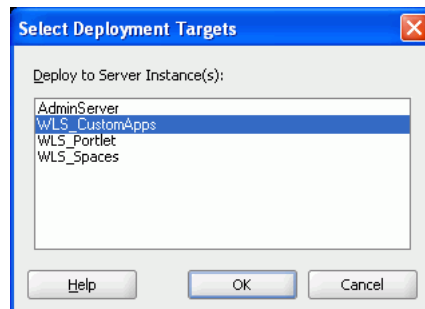 Select Deployment Targets
Deploy to Server Instance(s):
AdminServer
WLS_CustomApps
WLS_Portlet
WLS_Spaces
Help
OK
Cancel